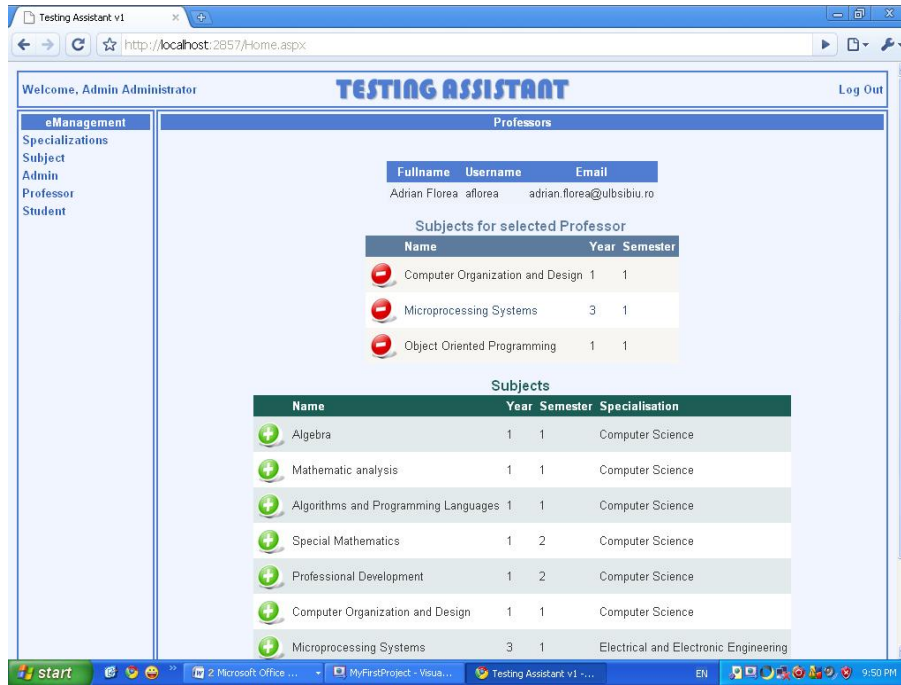 Testing Assistant v1
http://localhost:2857/Home.aspx
Welcome, Admin Administrator
TESTING ASSISTANT
Log Out
eManagement
Specializations
Subject
Admin
Professor
Student
Professors
Fullname Username Email
Adrian Florea aflorea adrian.florea@ulbsibiu.ro
Subjects for selected Professor
Name Year Semester
Computer Organization and Design 1 1
Microprocessing Systems 3 1
Object Oriented Programming 1 1
Subjects
Name Year Semester Specialisation
Algebra 1 1 Computer Science
Mathematic analysis 1 1 Computer Science
Algorithms and Programming Languages 1 1 Computer Science
Special Mathematics 1 2 Computer Science
Professional Development 1 2 Computer Science
Computer Organization and Design 1 1 Computer Science
Microprocessing Systems 3 1 Electrical and Electronic Engineering
start
2 Microsoft Office ...
MyFirstProject - Visua...
Testing Assistant v1 -...
EN
9:50 PM